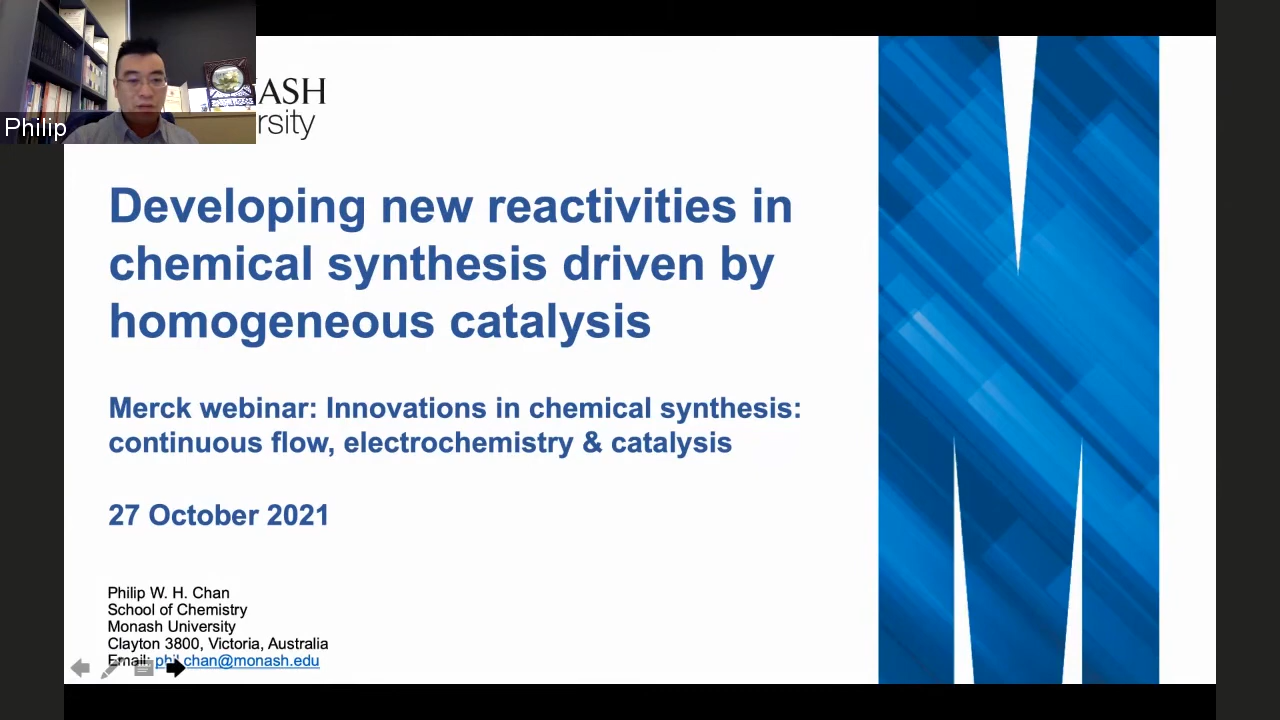 Philip
ASH
rsity
Developing new reactivities in
chemical synthesis driven by
homogeneous catalysis
Merck webinar: Innovations in chemical synthesis:
continuous flow, electrochemistry & catalysis
27 October 2021
Philip W. H. Chan
School of Chemistry
Monash University
Clayton 3800, Victoria, Australia
Email: phil.chan@monash.edu